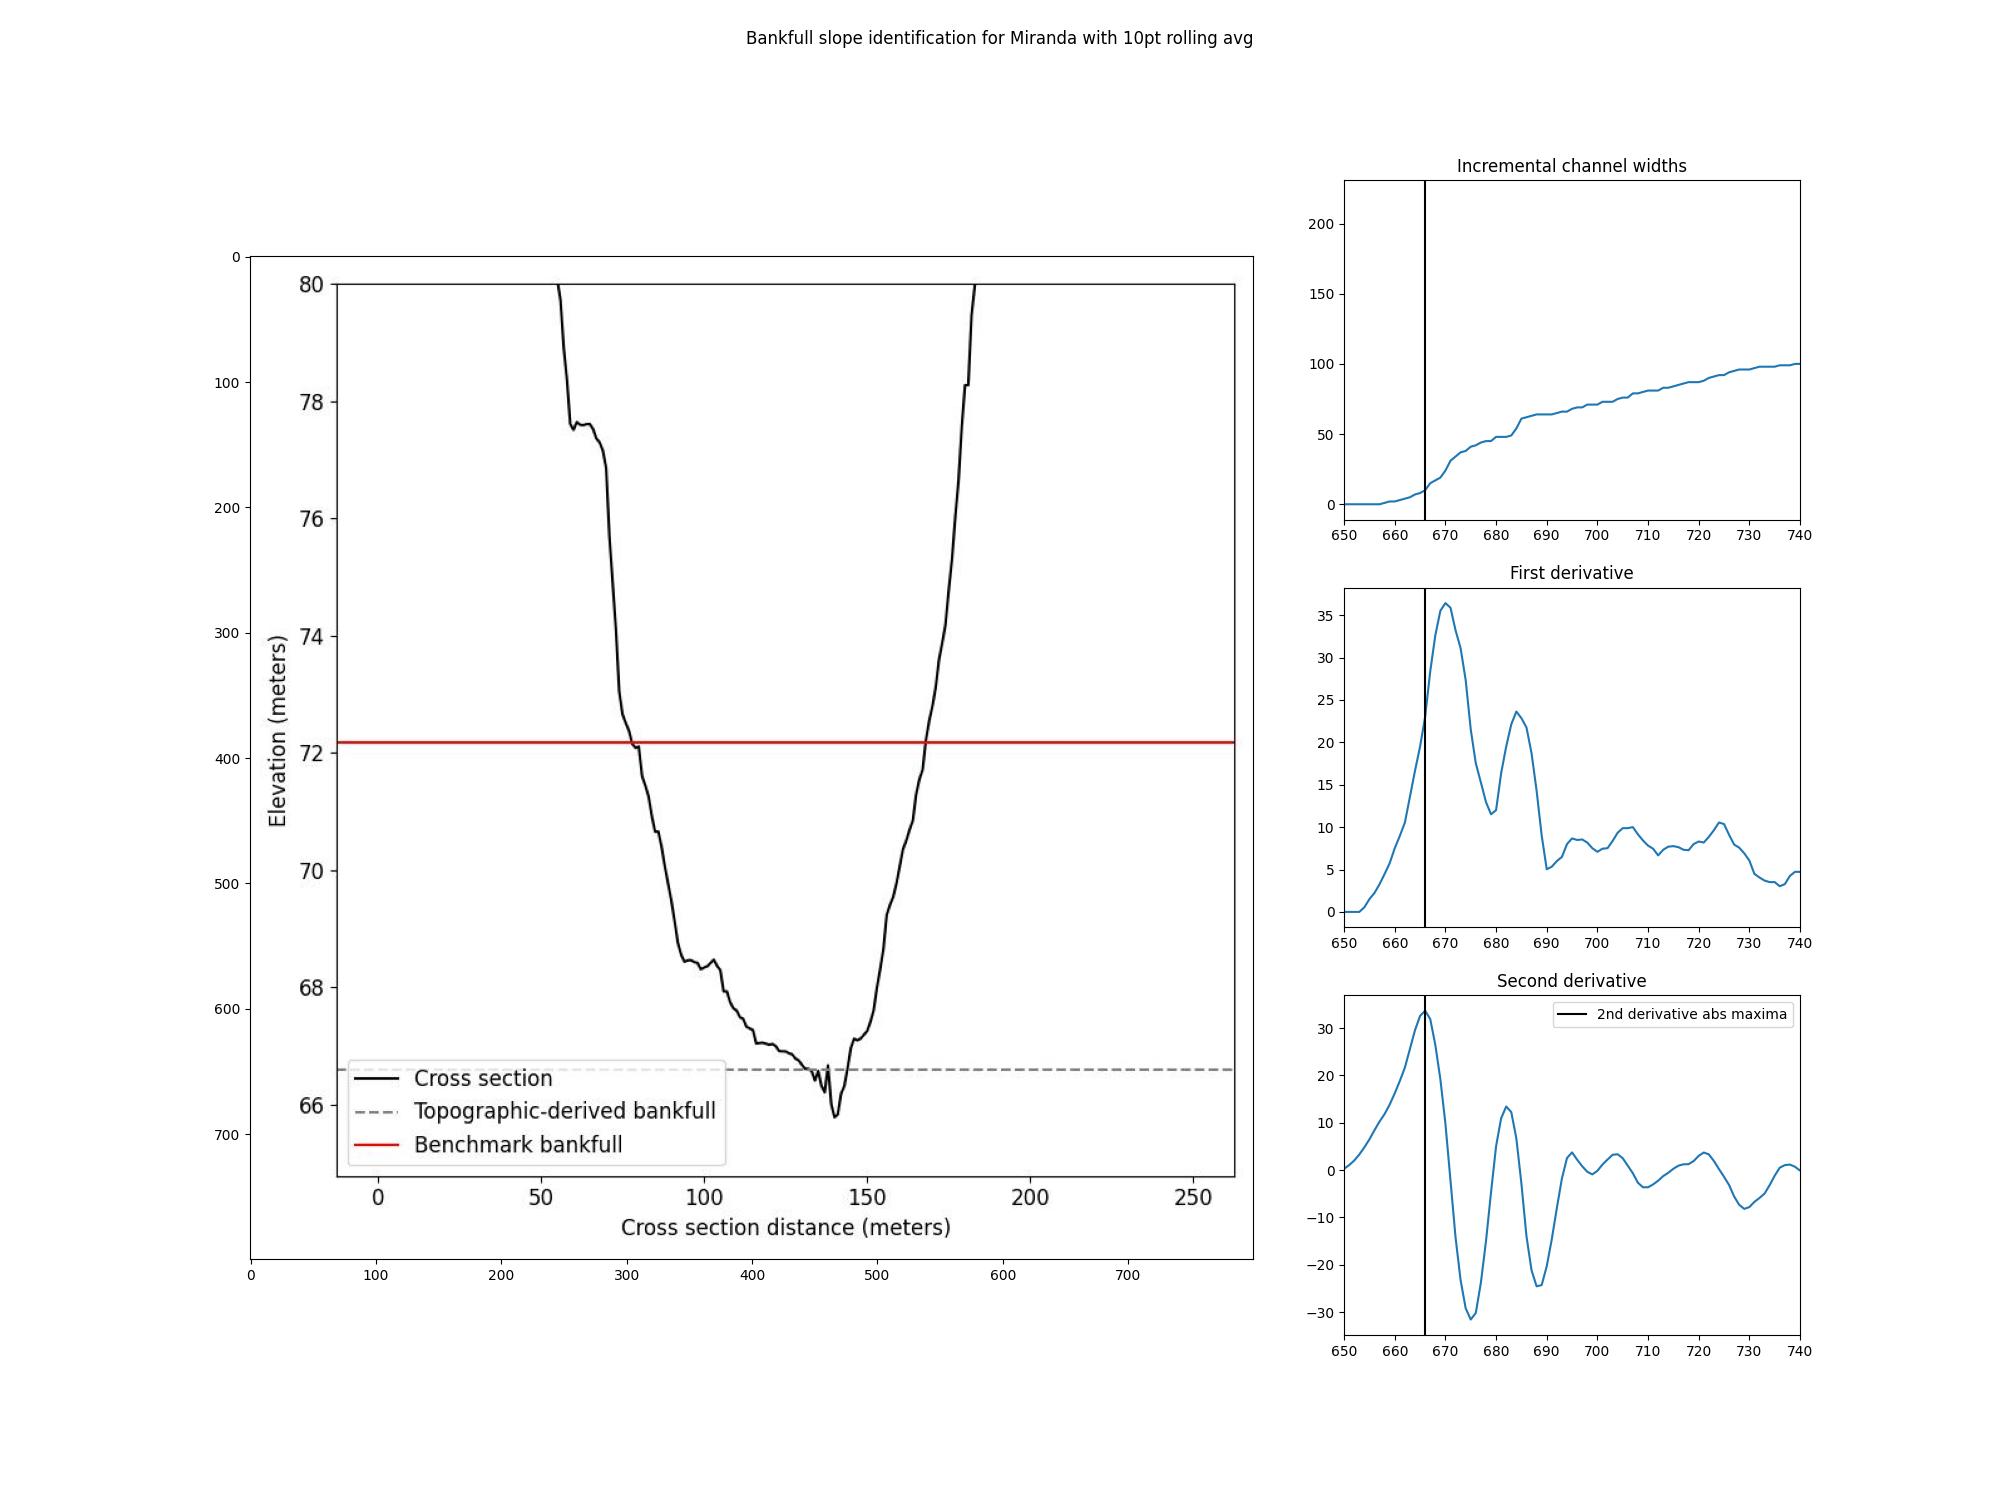 Bankfull slope identification for Miranda with 10pt rolling avg
0
100
200
300
400
500
600
700
80
78
76
74
72
70
68
66
Elevation (meters)
Cross section
Topographic-derived bankfull
Benchmark bankfull
0 50 100 150 200 250
Cross section distance (meters)
0 100 200 300 400 500 600 700
Incremental channel widths
200
150
100
50
0
650 660 670 680 690 700 710 720 730 740
First derivative
35
30
25
20
15
10
5
0
650 660 670 680 690 700 710 720 730 740
Second derivative
2nd derivative abs maxima
30
20
10
0
−10
−20
−30
650 660 670 680 690 700 710 720 730 740